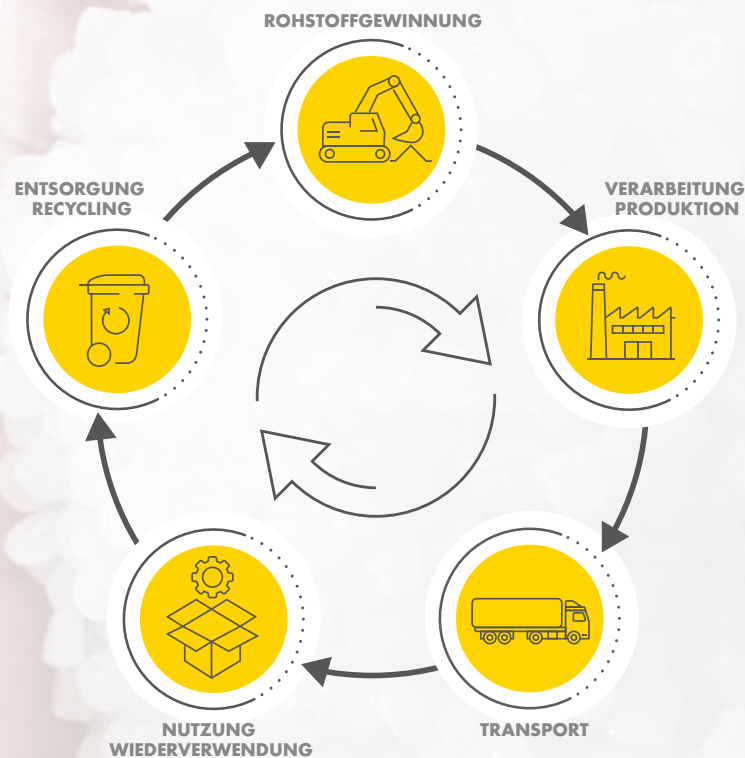 ROHSTOFFGEWINNUNG
ENTSORGUNG
RECYCLING
VERARBEITUNG
PRODUKTION
NUTZUNG
WIEDERVERWENDUNG
TRANSPORT